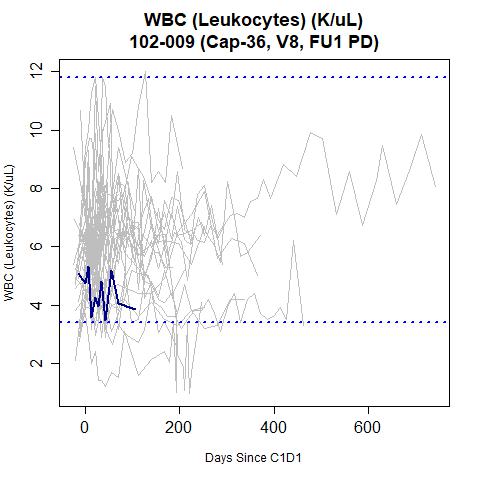 WBC (Leukocytes) (K/uL)
102-009 (Cap-36, V8, FU1 PD)
WBC (Leukocytes) (K/uL)
12
10
8
6
4
2
0 200 400 600
Days Since C1D1